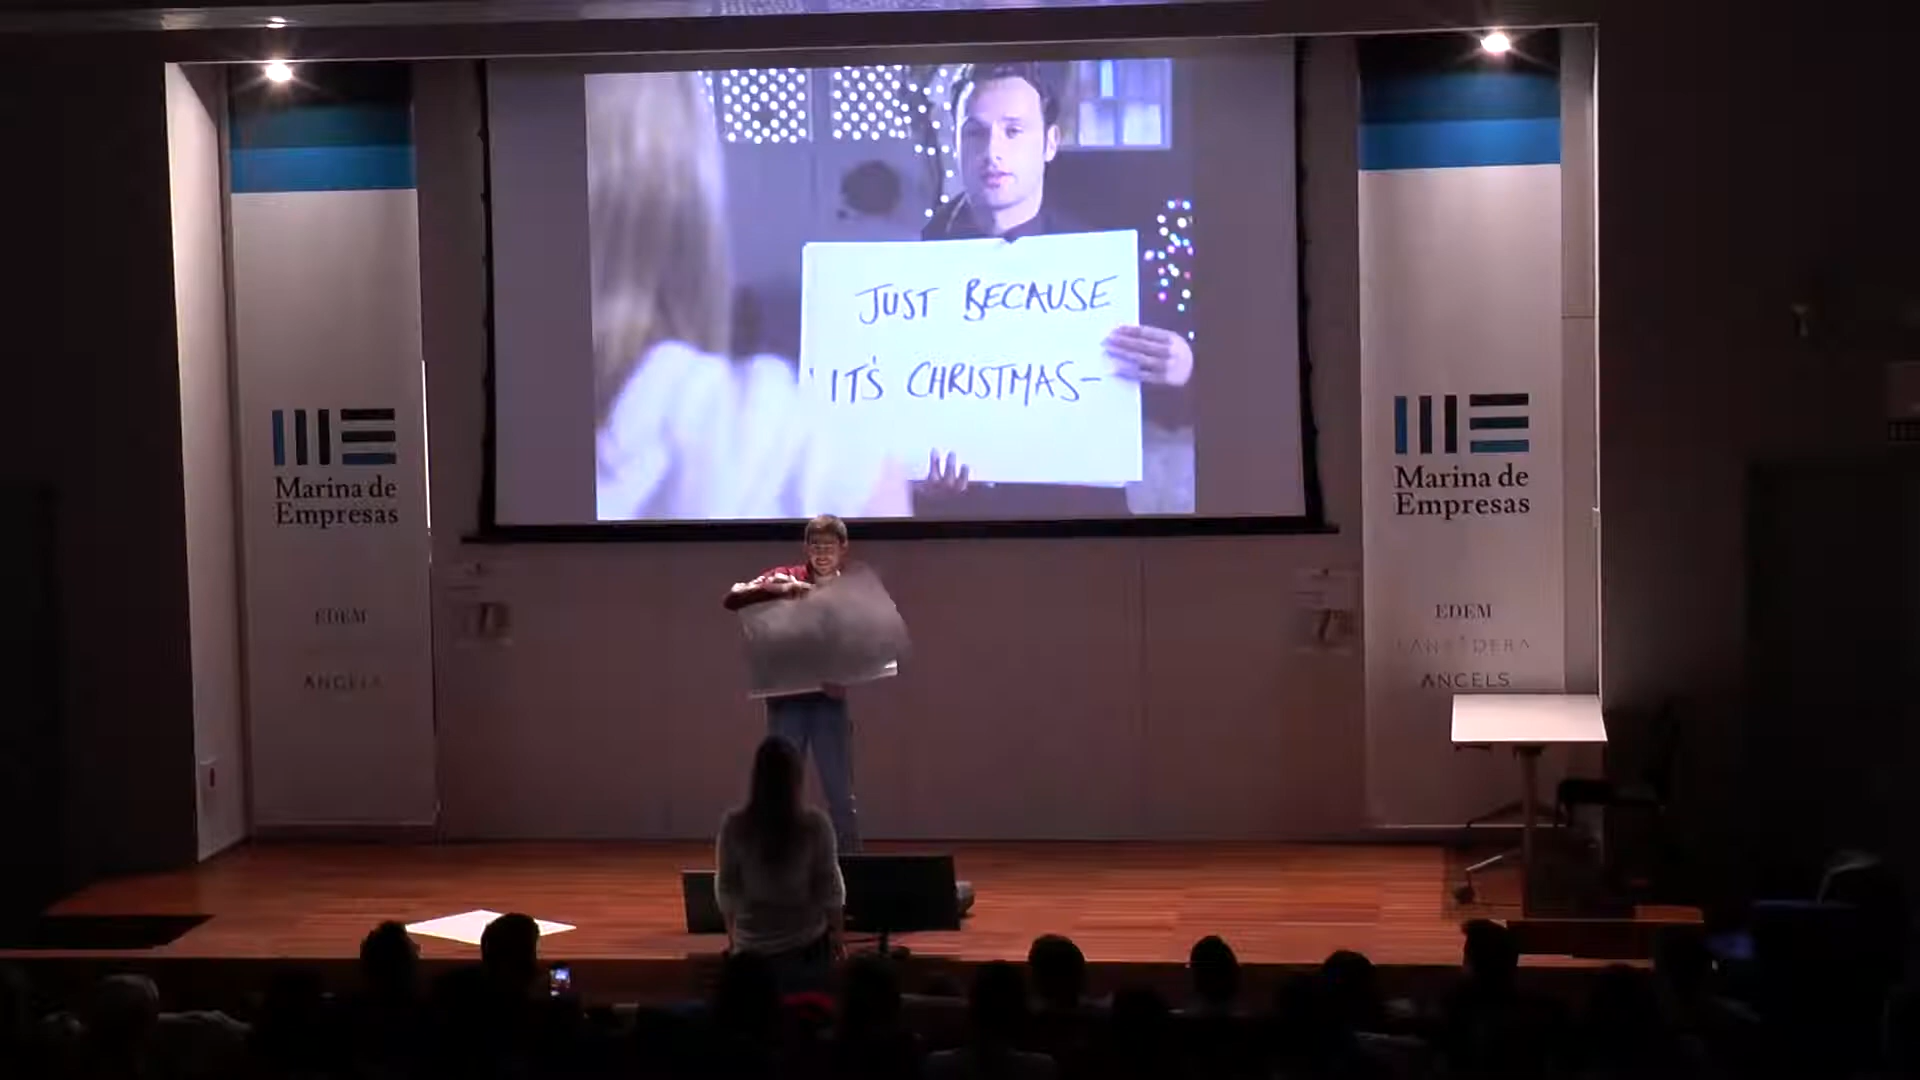 JUST BECAUSE
IT'S CHRISTMAS-
Marina de
Empresas
EDEM
ANGELS
Marina de
Empresas
EDEM
LANZADERA
ANGELS